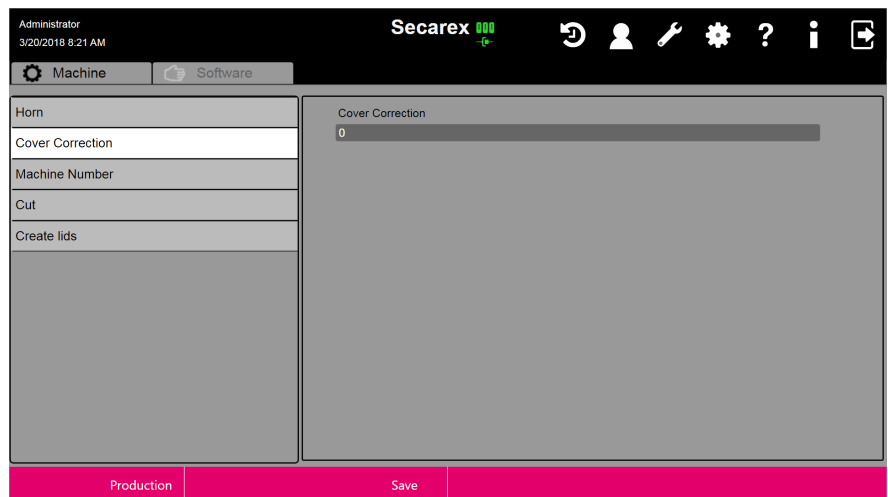 Administrator
3/20/2018 8:21 AM
Secarex
?
i
Machine
Software
Horn
Cover Correction
Machine Number
Cut
Create lids
Cover Correction
0
Production
Save